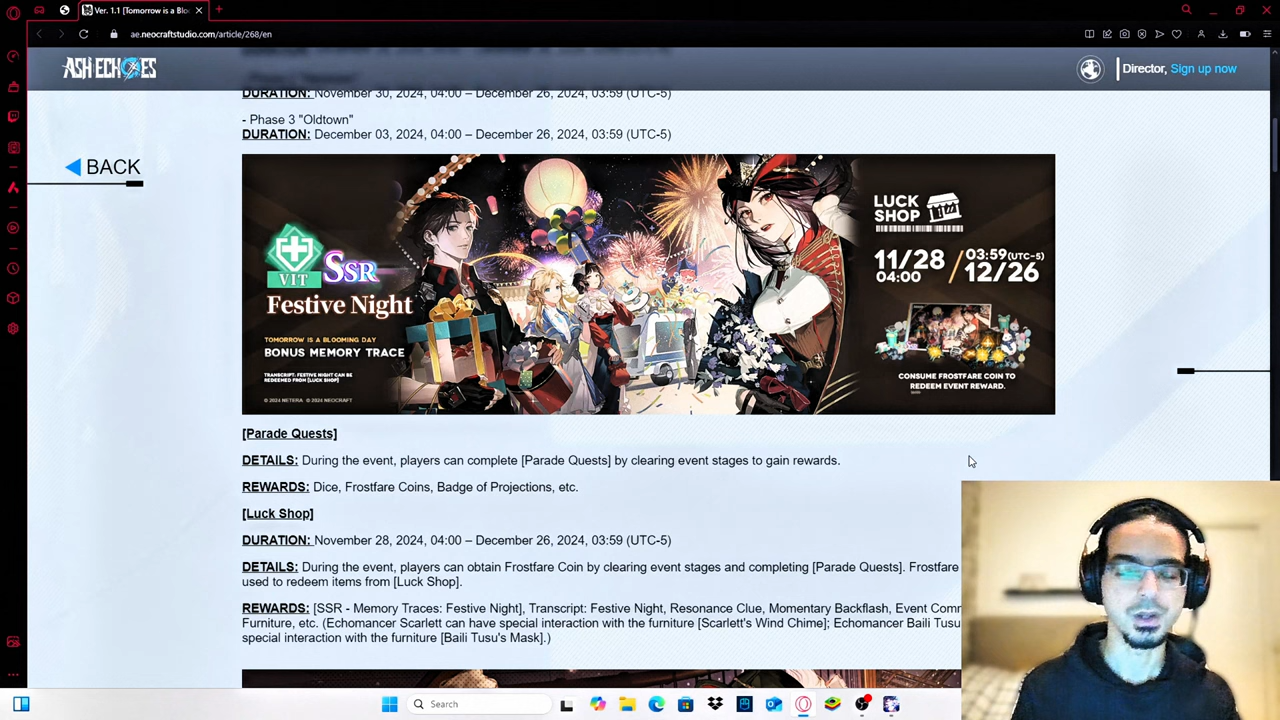 Ver. 1.1 [Tomorrow is a Blo
ae.neocraftstudio.com/article/268/en
ASH ECHOES
Director, Sign up now
DURATION: November 30, 2024, 04:00 – December 26, 2024, 03:59 (UTC-5)
- Phase 3 "Oldtown"
DURATION: December 03, 2024, 04:00 – December 26, 2024, 03:59 (UTC-5)
BACK
LUCK
SHOP
VIT SSR
Festive Night
11/28 03:59(UTC-5)
04:00 / 12/26
TOMORROW IS A BLOOMING DAY
BONUS MEMORY TRACE
TRANSCRIPT: FESTIVE NIGHT CAN BE
REDEEMED FROM [LUCK SHOP]
CONSUME FROSTFARE COIN TO
REDEEM EVENT REWARD.
© 2024 NETERA © 2024 NEOCRAFT
[Parade Quests]
DETAILS: During the event, players can complete [Parade Quests] by clearing event stages to gain rewards.
REWARDS: Dice, Frostfare Coins, Badge of Projections, etc.
[Luck Shop]
DURATION: November 28, 2024, 04:00 – December 26, 2024, 03:59 (UTC-5)
DETAILS: During the event, players can obtain Frostfare Coin by clearing event stages and completing [Parade Quests]. Frostfare
used to redeem items from [Luck Shop].
REWARDS: [SSR - Memory Traces: Festive Night], Transcript: Festive Night, Resonance Clue, Momentary Backflash, Event Comm
Furniture, etc. (Echomancer Scarlett can have special interaction with the furniture [Scarlett's Wind Chime]; Echomancer Baili Tusu
special interaction with the furniture [Baili Tusu's Mask].)
Search